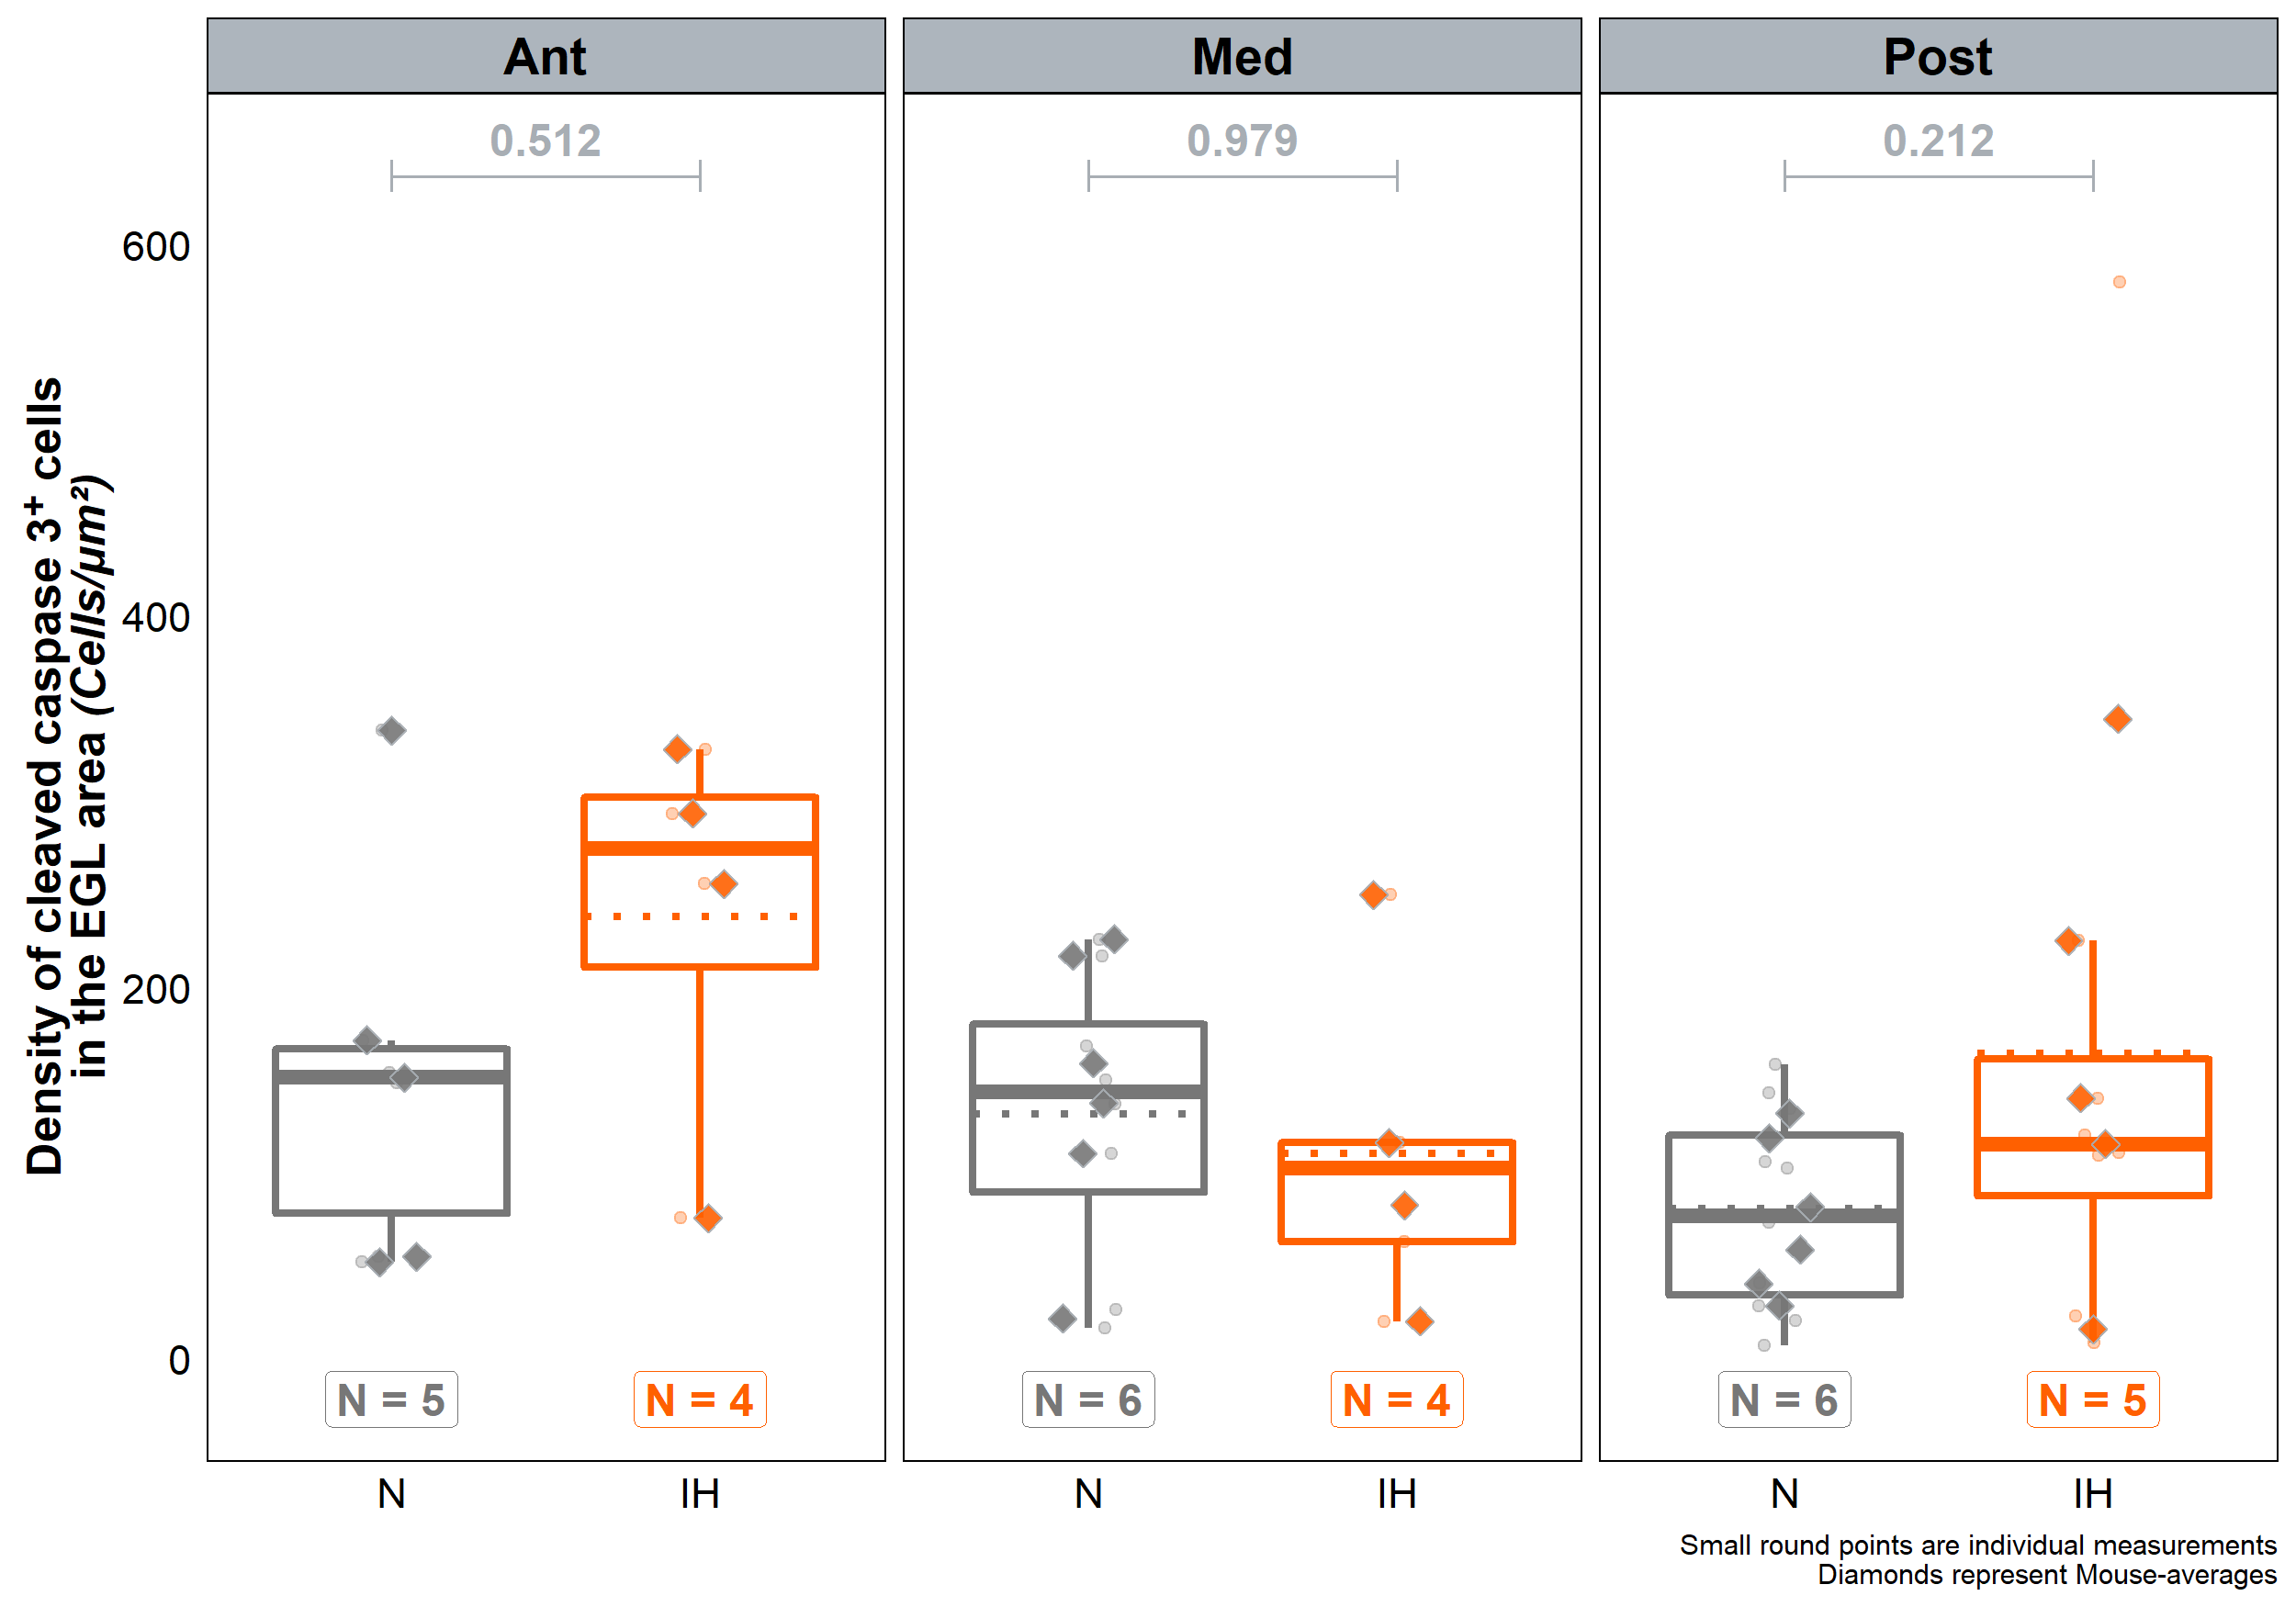 Ant
Med
Post
0.512
0.979
0.212
Density of cleaved caspase 3⁺ cells
in the EGL area (Cells/µm²)
600
400
200
0
N = 5
N = 4
N = 6
N = 4
N = 6
N = 5
N
IH
N
IH
N
IH
Small round points are individual measurements
Diamonds represent Mouse-averages